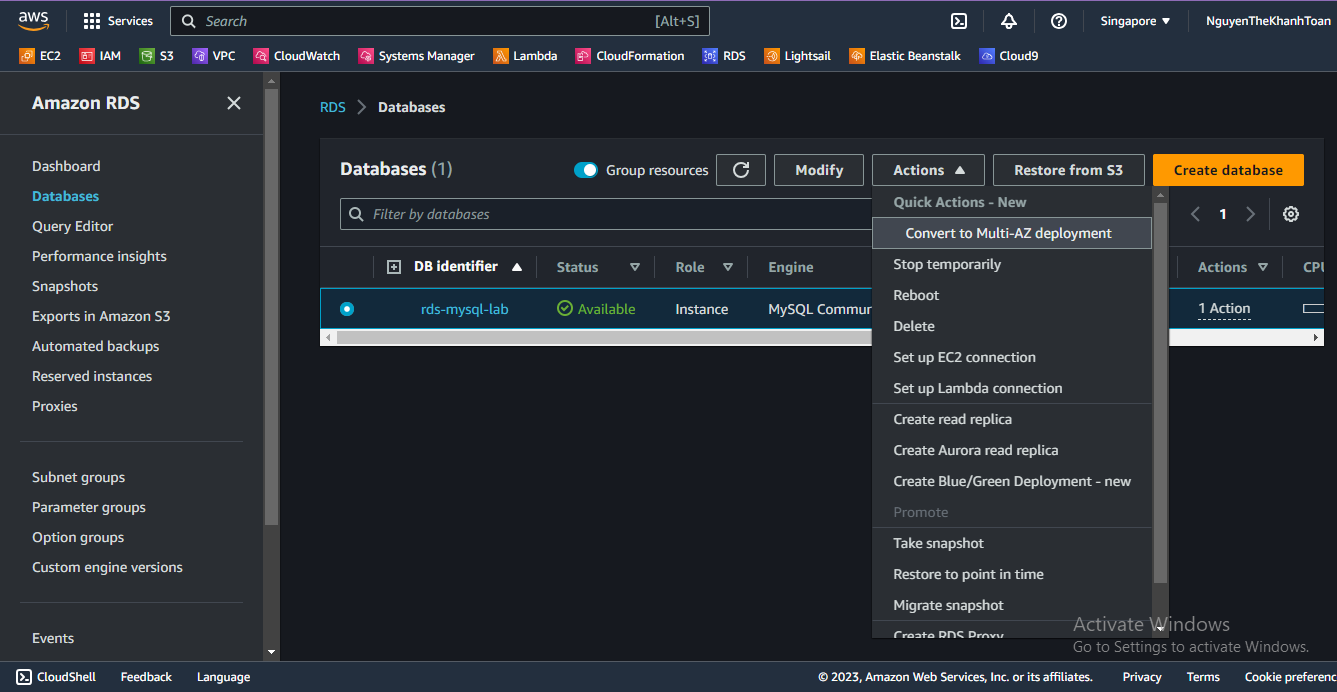 aws
Services
Search
[Alt+S]
Singapore
NguyenTheKhanhToan
EC2
IAM
S3
VPC
CloudWatch
Systems Manager
Lambda
CloudFormation
RDS
Lightsail
Elastic Beanstalk
Cloud9
Amazon RDS
Dashboard
Databases
Query Editor
Performance insights
Snapshots
Exports in Amazon S3
Automated backups
Reserved instances
Proxies
Subnet groups
Parameter groups
Option groups
Custom engine versions
Events
RDS
Databases
Databases (1)
Group resources
Modify
Actions
Restore from S3
Create database
Filter by databases
1
DB identifier
Status
Role
Engine
Actions
CPU
rds-mysql-lab
Available
Instance
MySQL Commun
1 Action
Quick Actions - New
Convert to Multi-AZ deployment
Stop temporarily
Reboot
Delete
Set up EC2 connection
Set up Lambda connection
Create read replica
Create Aurora read replica
Create Blue/Green Deployment - new
Promote
Take snapshot
Restore to point in time
Migrate snapshot
Create RDS Proxy
Activate Windows
Go to Settings to activate Windows.
CloudShell
Feedback
Language
© 2023, Amazon Web Services, Inc. or its affiliates.
Privacy
Terms
Cookie preferenc